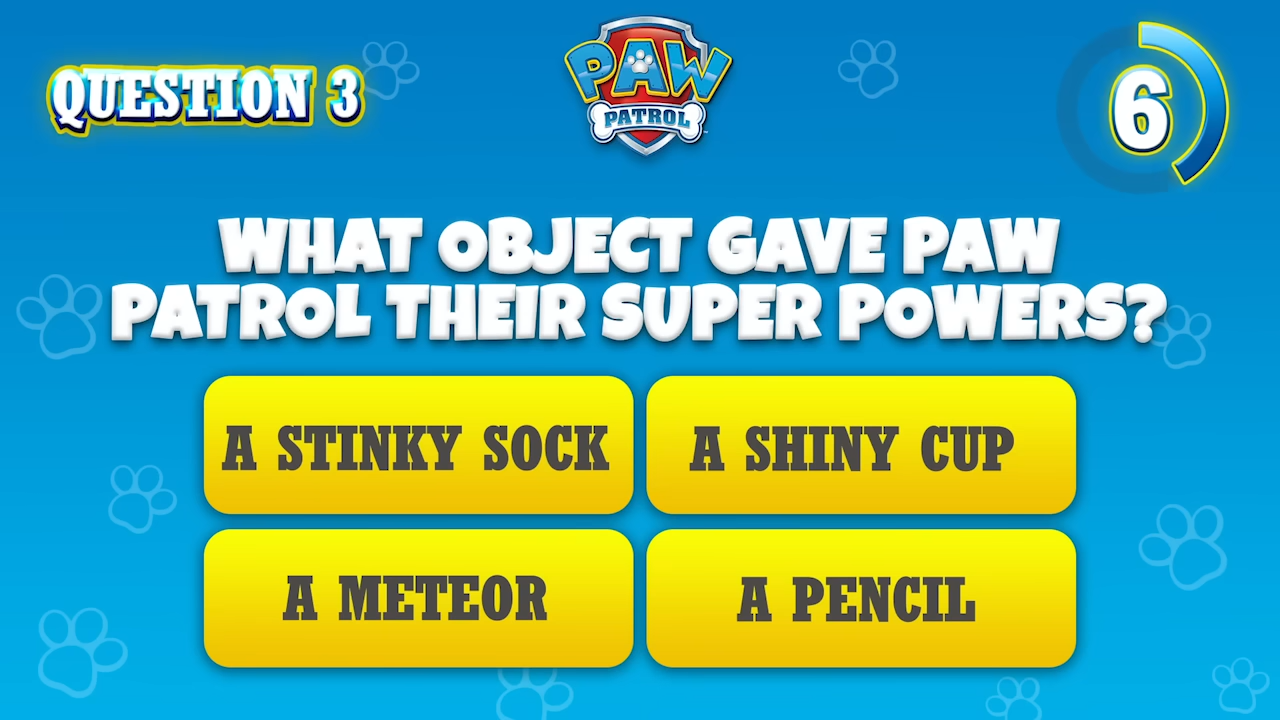 QUESTION 3
PAW
PATROL
6
WHAT OBJECT GAVE PAW
PATROL THEIR SUPER POWERS?
A STINKY SOCK
A SHINY CUP
A METEOR
A PENCIL